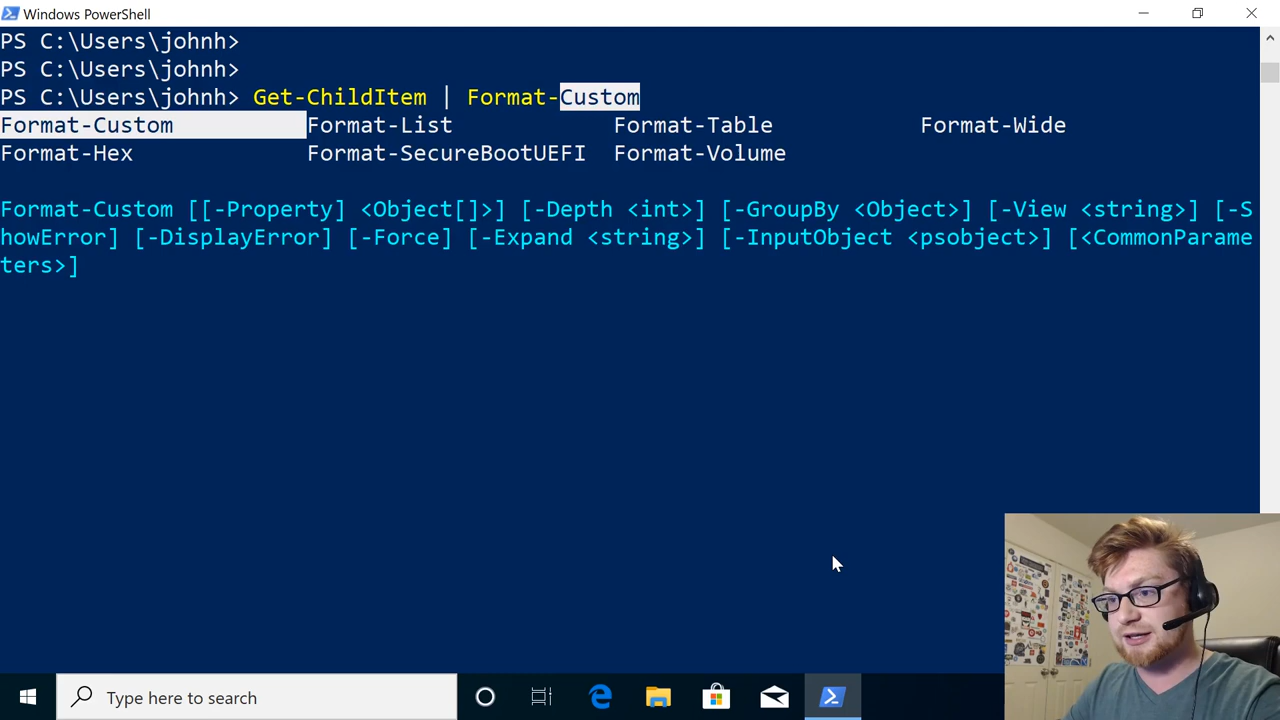 Windows PowerShell
PS C:\Users\johnh>
PS C:\Users\johnh>
PS C:\Users\johnh> Get-ChildItem | Format-Custom
Format-Custom Format-List Format-Table Format-Wide
Format-Hex Format-SecureBootUEFI Format-Volume
Format-Custom [[-Property] <Object[]>] [-Depth <int>] [-GroupBy <Object>] [-View <string>] [-S
howError] [-DisplayError] [-Force] [-Expand <string>] [-InputObject <psobject>] [<CommonParame
ters>]
Type here to search